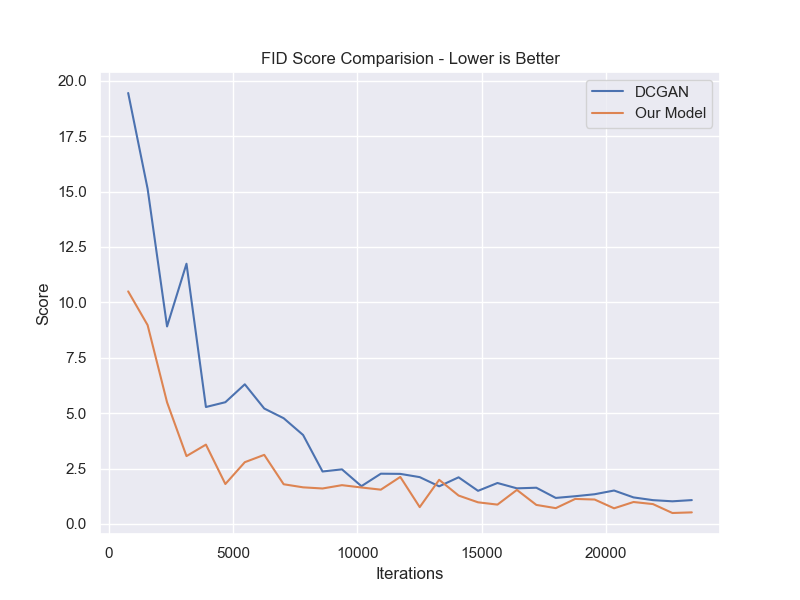 FID Score Comparision - Lower is Better
DCGAN
Our Model
Score
20.0
17.5
15.0
12.5
10.0
7.5
5.0
2.5
0.0
0 5000 10000 15000 20000
Iterations